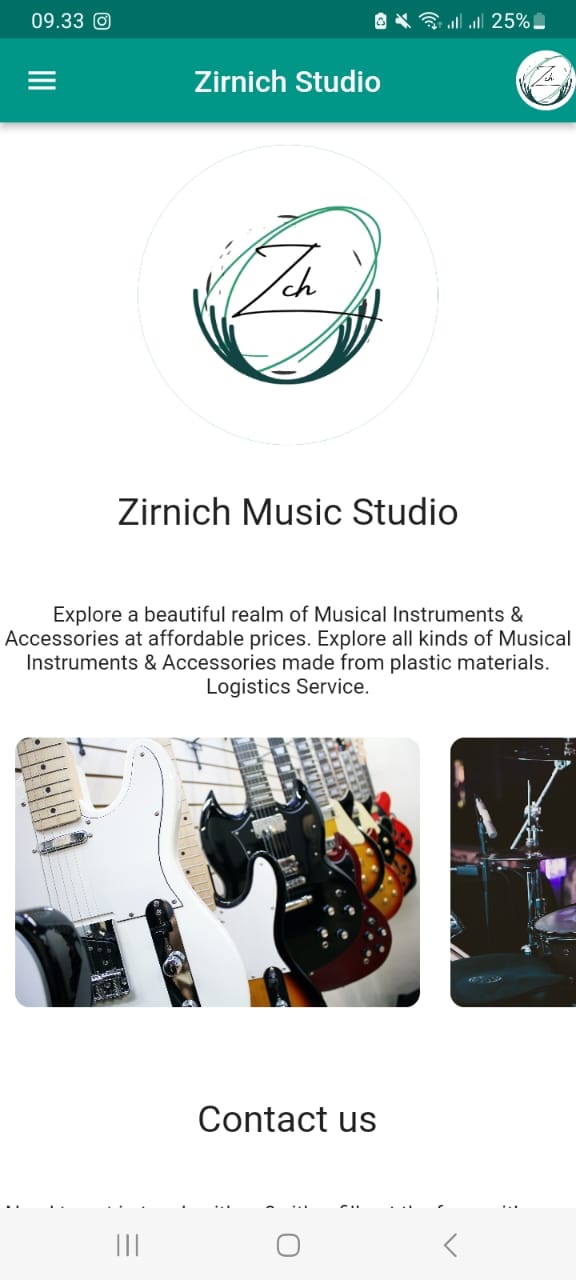 09.33 25%
Zirnich Studio
Zch
Zch
Zirnich Music Studio
Explore a beautiful realm of Musical Instruments &
Accessories at affordable prices. Explore all kinds of Musical
Instruments & Accessories made from plastic materials.
Logistics Service.
Contact us